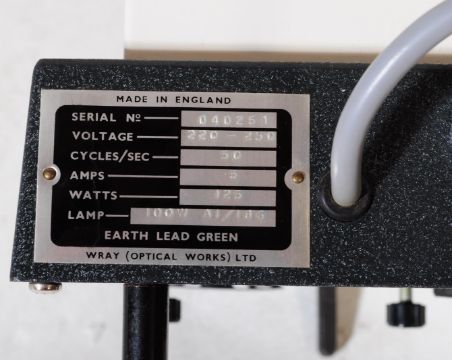 MADE IN ENGLAND
SERIAL Nº 040251
VOLTAGE 220-250
CYCLES/SEC 50
AMPS .5
WATTS 125
LAMP 100W A1/186
EARTH LEAD GREEN
WRAY (OPTICAL WORKS) LTD